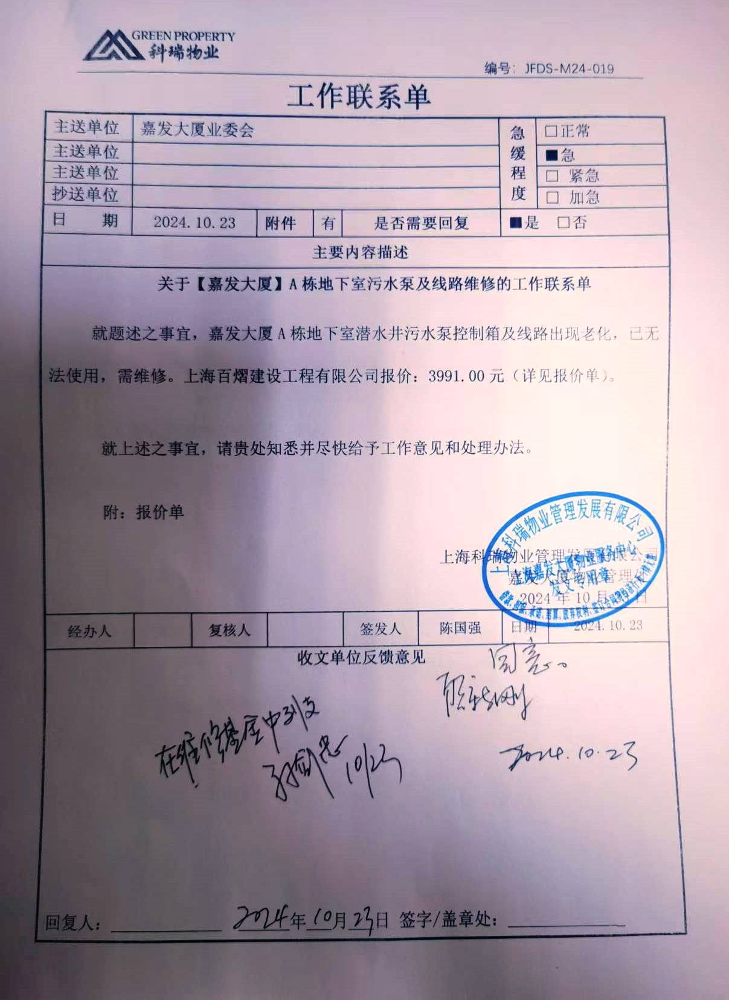 GREEN PROPERTY
科瑞物业
编号：JFDS-M24-019
工作联系单
主送单位 嘉发大厦业委会
急缓程度 □正常
主送单位 ■急
主送单位 □ 紧急
抄送单位 □ 加急
日 期 2024.10.23 附件 有 是否需要回复 ■是 □否
主要内容描述
关于【嘉发大厦】A 栋地下室污水泵及线路维修的工作联系单
就题述之事宜，嘉发大厦 A 栋地下室潜水井污水泵控制箱及线路出现老化，已无
法使用，需维修。上海百熠建设工程有限公司报价：3991.00 元（详见报价单）。
就上述之事宜，请贵处知悉并尽快给予工作意见和处理办法。
附：报价单
上海科瑞物业管理发展有限公司
上海嘉发大厦物业服务中心
发文专用章
上海科瑞物业管理发展有限公司
嘉发大厦物业管理处
2024 年 10 月 日
经办人 复核人 签发人 陈国强 日期 2024.10.23
收文单位反馈意见
同意。
在维修基金中列支
10/23
2024.10.23
回复人： 2024年10月23日 签字/盖章处：